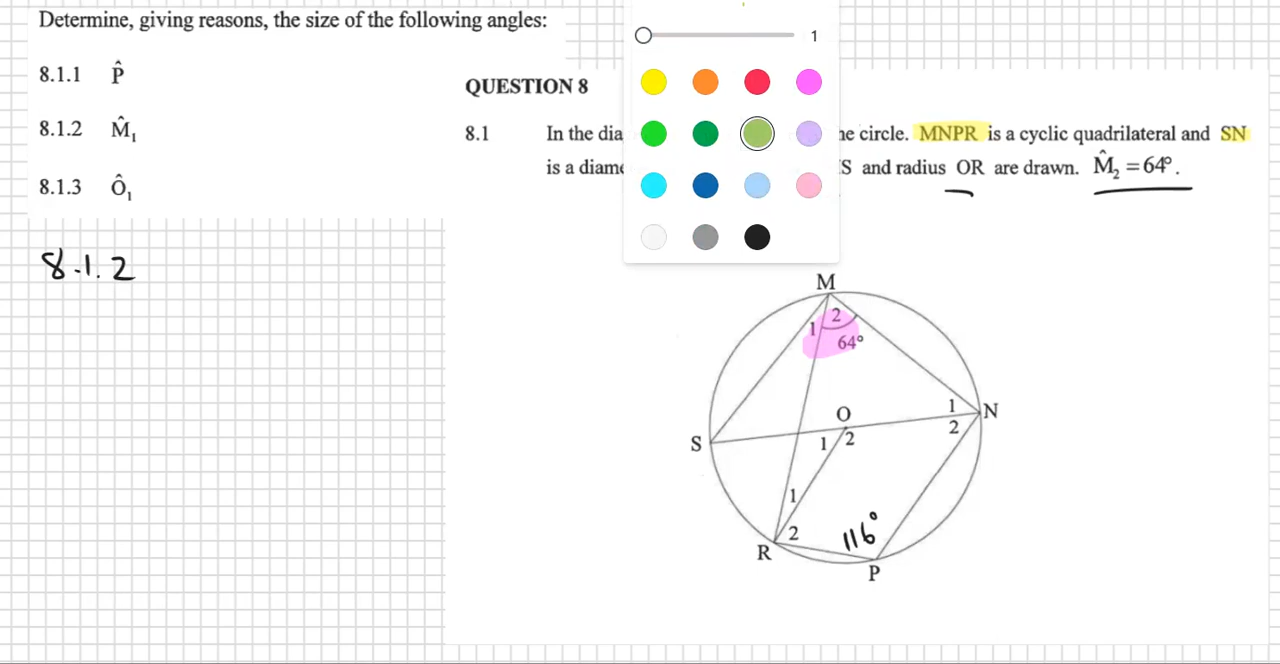 Determine, giving reasons, the size of the following angles:
8.1.1 P̂
8.1.2 M̂₁
8.1.3 Ô₁
1
QUESTION 8
8.1 In the dia he circle. MNPR is a cyclic quadrilateral and SN
is a diame S and radius OR are drawn. M̂₂ = 64°.
8.1.2
M
1 2
64°
O
1 N
S 1 2 2
1
2 116°
R
P